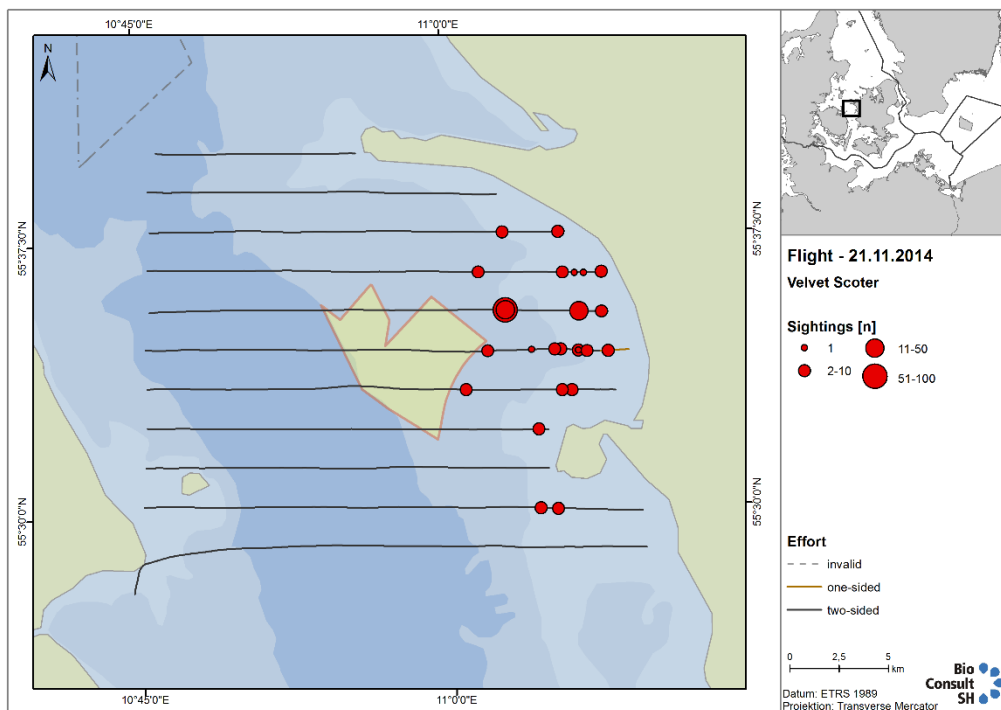 10°45'0"E
11°0'0"E
N
55°37'30"N
55°37'30"N
55°30'0"N
55°30'0"N
10°45'0"E
11°0'0"E
Flight - 21.11.2014
Velvet Scoter
Sightings [n]
1
11-50
2-10
51-100
Effort
invalid
one-sided
two-sided
0
2,5
5
km
Bio
Consult
SH
Datum: ETRS 1989
Projektion: Transverse Mercator